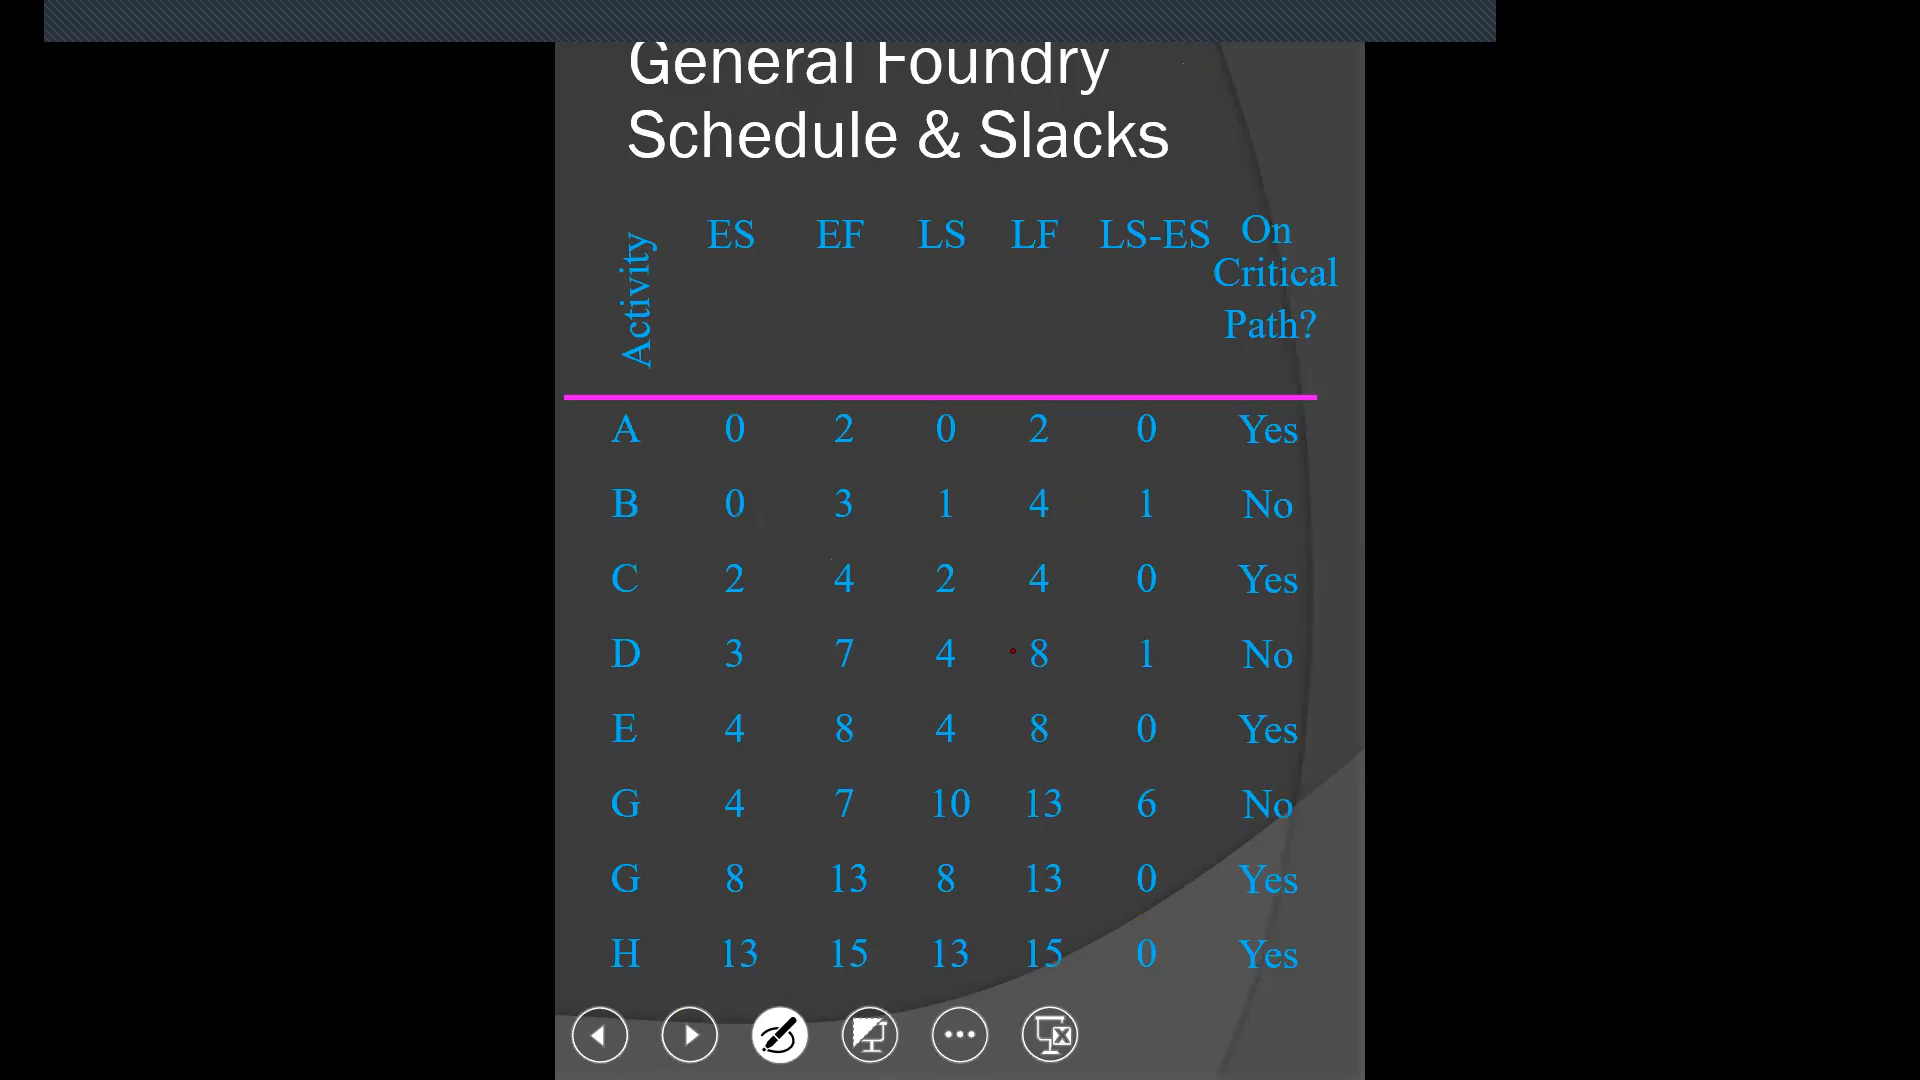 General Foundry
Schedule & Slacks
Activity ES EF LS LF LS-ES On Critical Path?
A 0 2 0 2 0 Yes
B 0 3 1 4 1 No
C 2 4 2 4 0 Yes
D 3 7 4 8 1 No
E 4 8 4 8 0 Yes
G 4 7 10 13 6 No
G 8 13 8 13 0 Yes
H 13 15 13 15 0 Yes